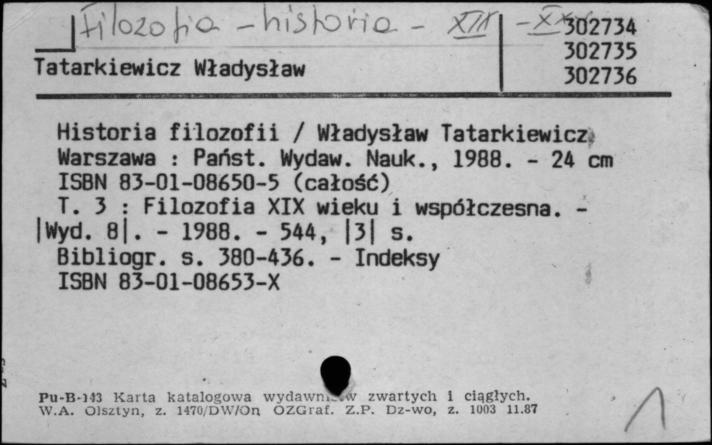 Filozofia - historia - XIX - XX w
302734
302735
Tatarkiewicz Władysław
302736
Historia filozofii / Władysław Tatarkiewicz.
Warszawa : Państ. Wydaw. Nauk., 1988. - 24 cm
ISBN 83-01-08650-5 (całość)
T. 3 : Filozofia XIX wieku i współczesna. -
|Wyd. 8|. - 1988. - 544, |3| s.
Bibliogr. s. 380-436. - Indeksy
ISBN 83-01-08653-X
Pu-B-143 Karta katalogowa wydawnictw zwartych i ciągłych.
W.A. Olsztyn, z. 1470/DW/On OZGraf. Z.P. Dz-wo, z. 1003 11.87
1